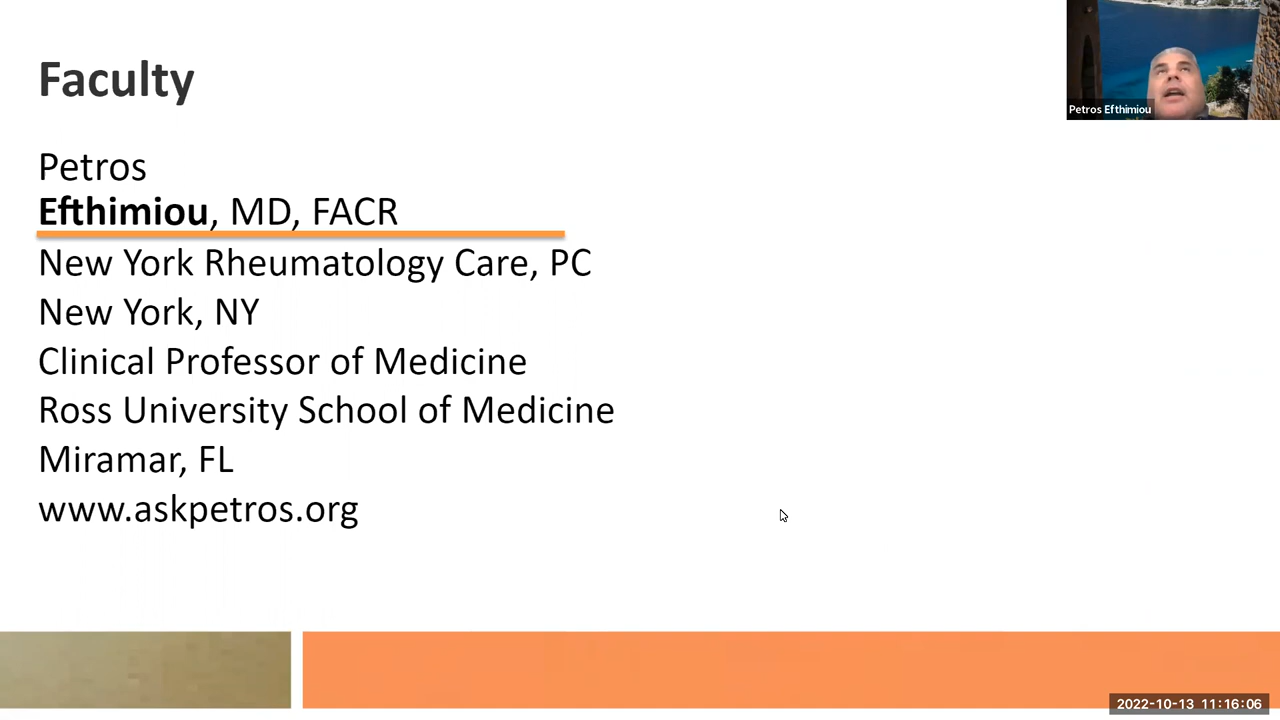 Faculty
Petros Efthimiou
Petros
Efthimiou, MD, FACR
New York Rheumatology Care, PC
New York, NY
Clinical Professor of Medicine
Ross University School of Medicine
Miramar, FL
www.askpetros.org
2022-10-13 11:16:06